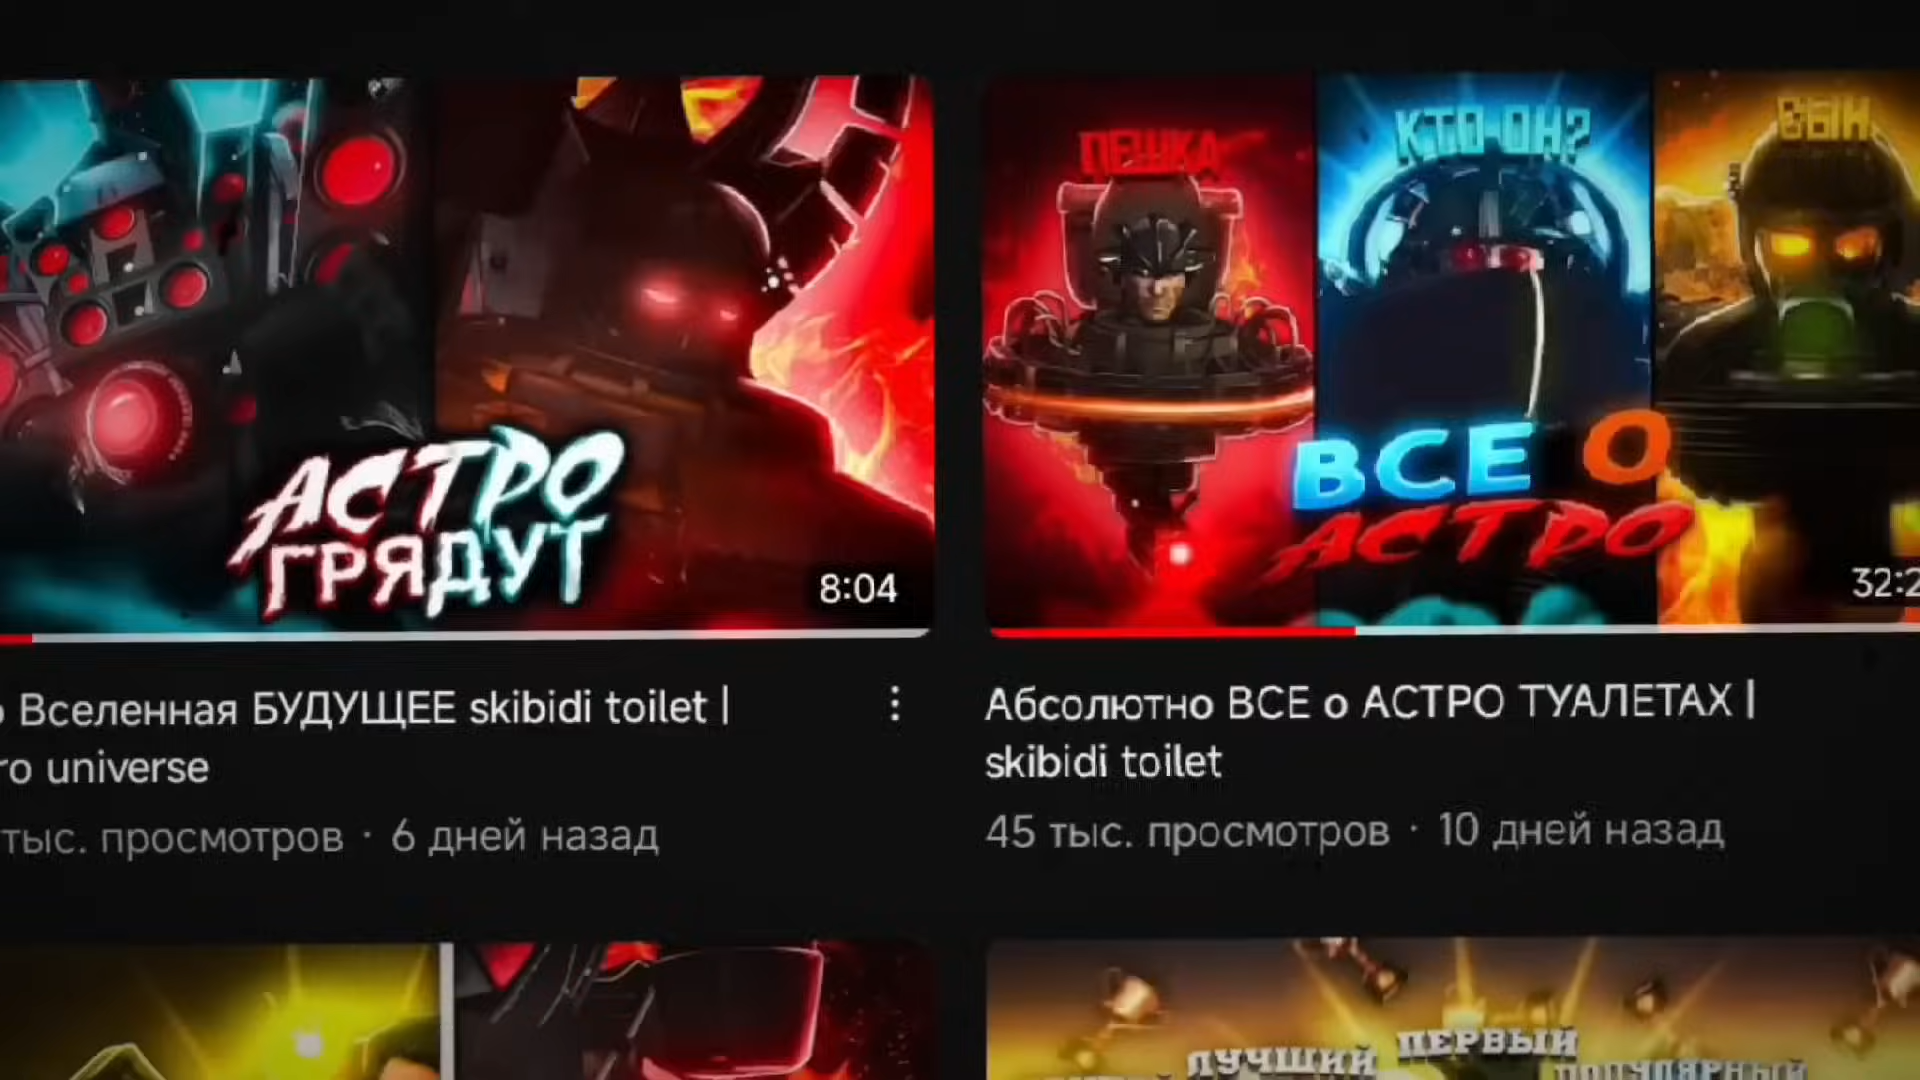 АСТРО
ГРЯДУТ
8:04
Вселенная БУДУЩЕЕ skibidi toilet |
universe
тыс. просмотров · 6 дней назад
ПЕШКА
КТО ОН?
ВСЕ О
АСТРО
Абсолютно ВСЕ о АСТРО ТУАЛЕТАХ |
skibidi toilet
45 тыс. просмотров · 10 дней назад
ЛУЧШИЙ
ПЕРВЫЙ
ПОПУЛЯРНЫЙ